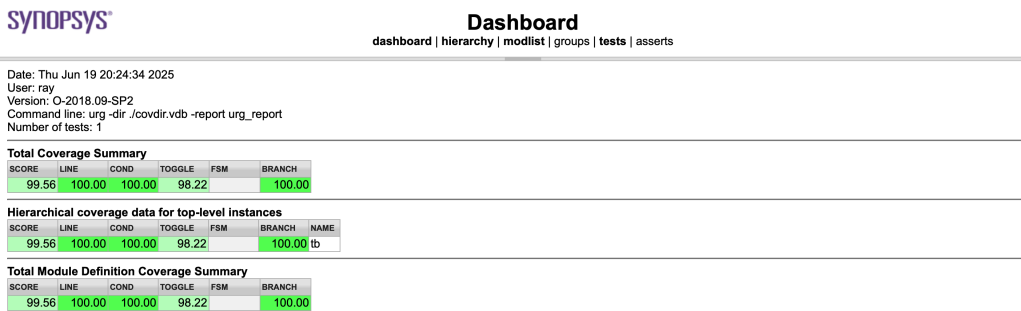 SYNOPSYS®
Dashboard
dashboard | hierarchy | modlist | groups | tests | asserts
Date: Thu Jun 19 20:24:34 2025
User: ray
Version: O-2018.09-SP2
Command line: urg -dir ./covdir.vdb -report urg_report
Number of tests: 1
Total Coverage Summary
SCORE LINE COND TOGGLE FSM BRANCH
99.56 100.00 100.00 98.22 100.00
Hierarchical coverage data for top-level instances
SCORE LINE COND TOGGLE FSM BRANCH NAME
99.56 100.00 100.00 98.22 100.00 tb
Total Module Definition Coverage Summary
SCORE LINE COND TOGGLE FSM BRANCH
99.56 100.00 100.00 98.22 100.00